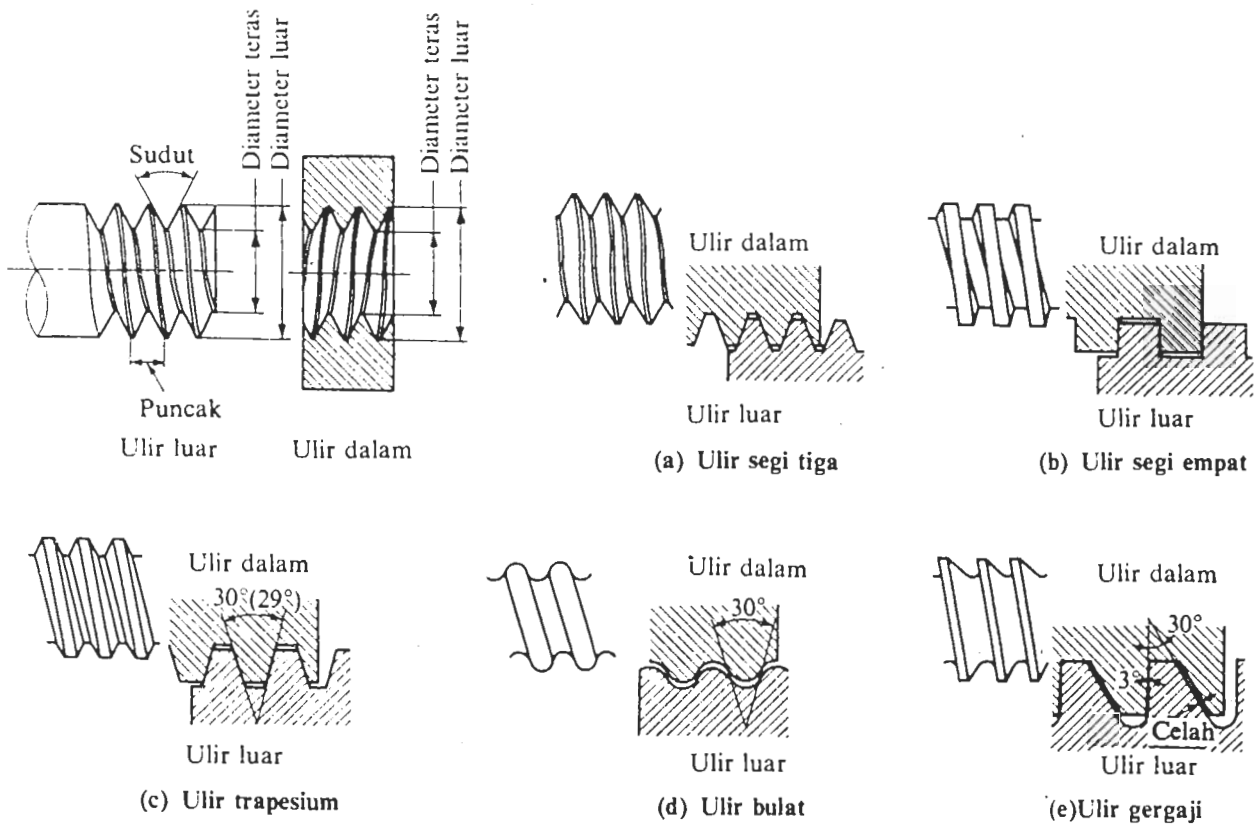 Sudut
Diameter teras
Diameter luar
Diameter teras
Diameter luar
Puncak
Ulir luar
Ulir dalam
Ulir dalam
Ulir luar
(a) Ulir segi tiga
Ulir dalam
Ulir luar
(b) Ulir segi empat
Ulir dalam
30° (29°)
Ulir luar
(c) Ulir trapesium
Ulir dalam
30°
Ulir luar
(d) Ulir bulat
Ulir dalam
30°
3°
Celah
Ulir luar
(e)Ulir gergaji